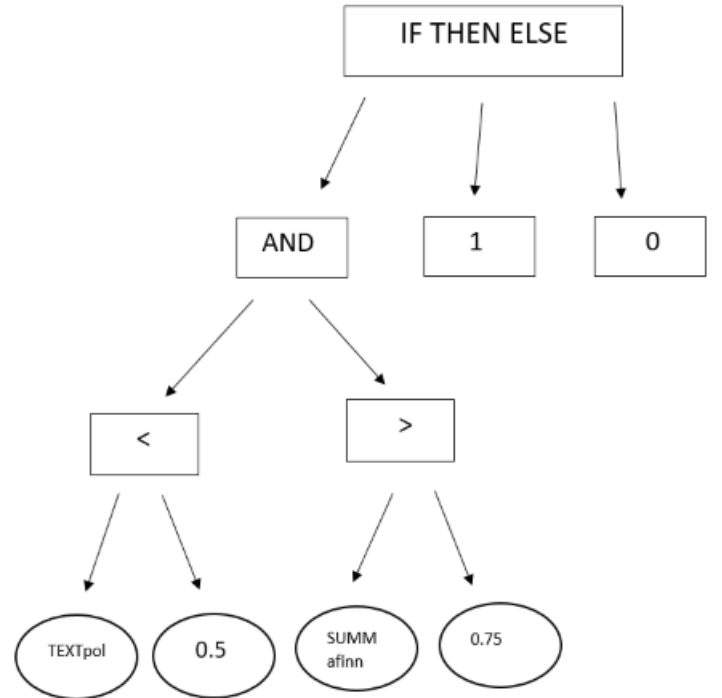 IF THEN ELSE
AND
1
0
<
>
TEXTpol
0.5
SUMM
afinn
0.75